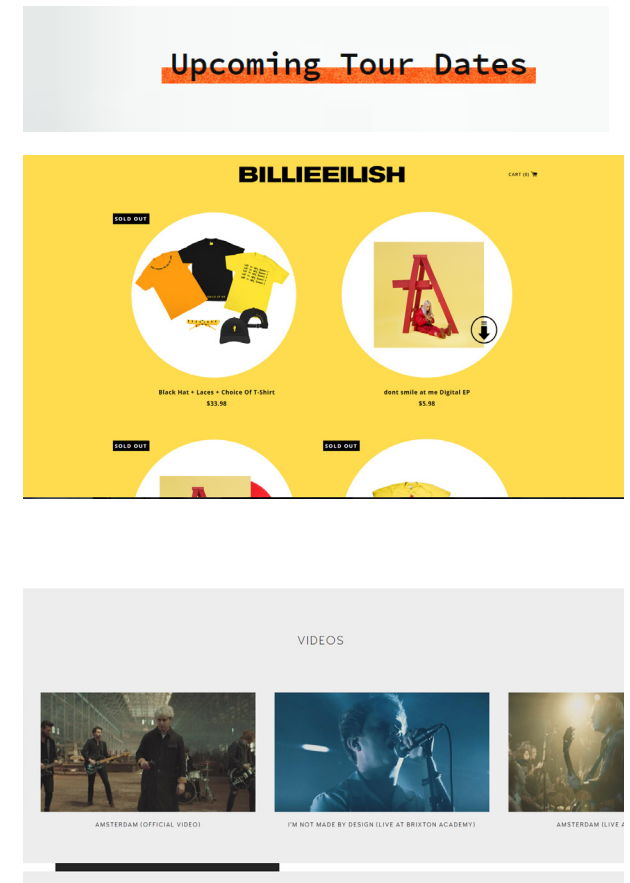 Upcoming Tour Dates
BILLIEEILISH
CART (0)
SOLD OUT
Black Hat + Laces + Choice Of T-Shirt
$33.98
dont smile at me Digital EP
$5.98
SOLD OUT
SOLD OUT
VIDEOS
AMSTERDAM (OFFICIAL VIDEO)
I'M NOT MADE BY DESIGN (LIVE AT BRIXTON ACADEMY)
AMSTERDAM (LIVE